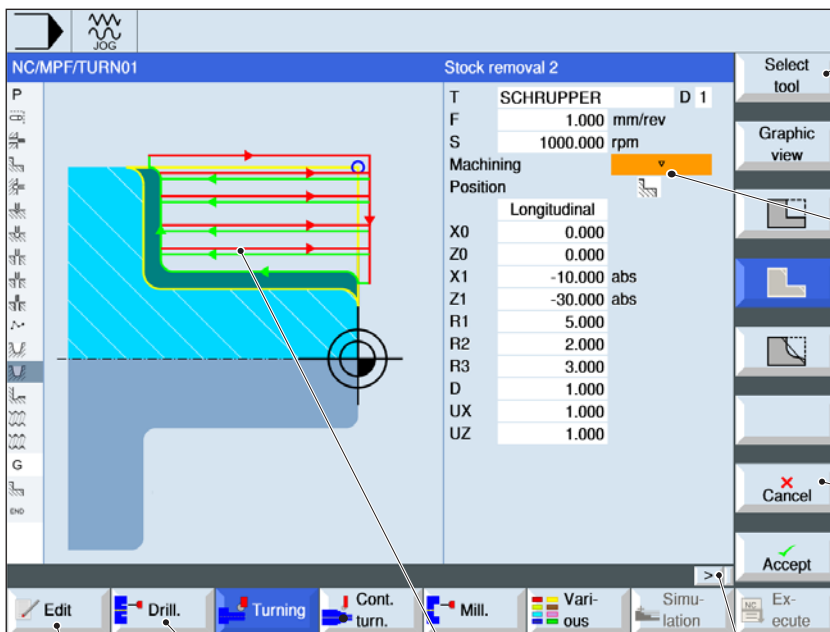 JOG
NC/MPF/TURN01
Stock removal 2
Select
tool
P
T SCHRUPPER D 1
F 1.000 mm/rev
S 1000.000 rpm
Machining
Position
Longitudinal
X0 0.000
Z0 0.000
X1 -10.000 abs
Z1 -30.000 abs
R1 5.000
R2 2.000
R3 3.000
D 1.000
UX 1.000
UZ 1.000
G
END
Graphic
view
Cancel
Accept
>
Edit
Drill.
Turning
Cont.
turn.
Mill.
Vari-
ous
Simu-
lation
NC
Ex-
ecute